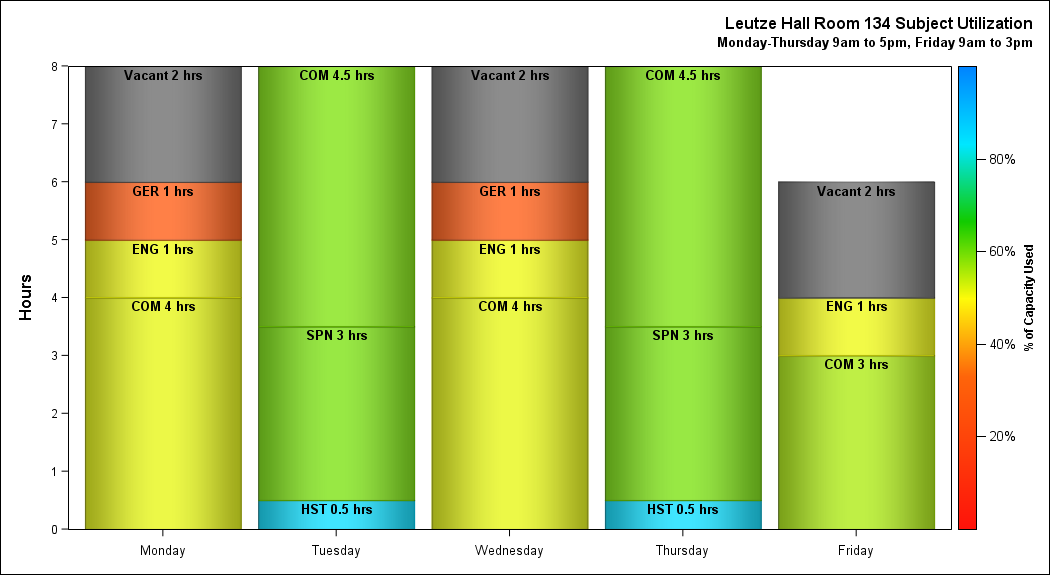 Leutze Hall Room 134 Subject Utilization
Monday-Thursday 9am to 5pm, Friday 9am to 3pm
Hours
8
7
6
5
4
3
2
1
0
Vacant 2 hrs
GER 1 hrs
ENG 1 hrs
COM 4 hrs
Monday
COM 4.5 hrs
SPN 3 hrs
HST 0.5 hrs
Tuesday
Vacant 2 hrs
GER 1 hrs
ENG 1 hrs
COM 4 hrs
Wednesday
COM 4.5 hrs
SPN 3 hrs
HST 0.5 hrs
Thursday
Vacant 2 hrs
ENG 1 hrs
COM 3 hrs
Friday
80%
60%
40%
20%
% of Capacity Used